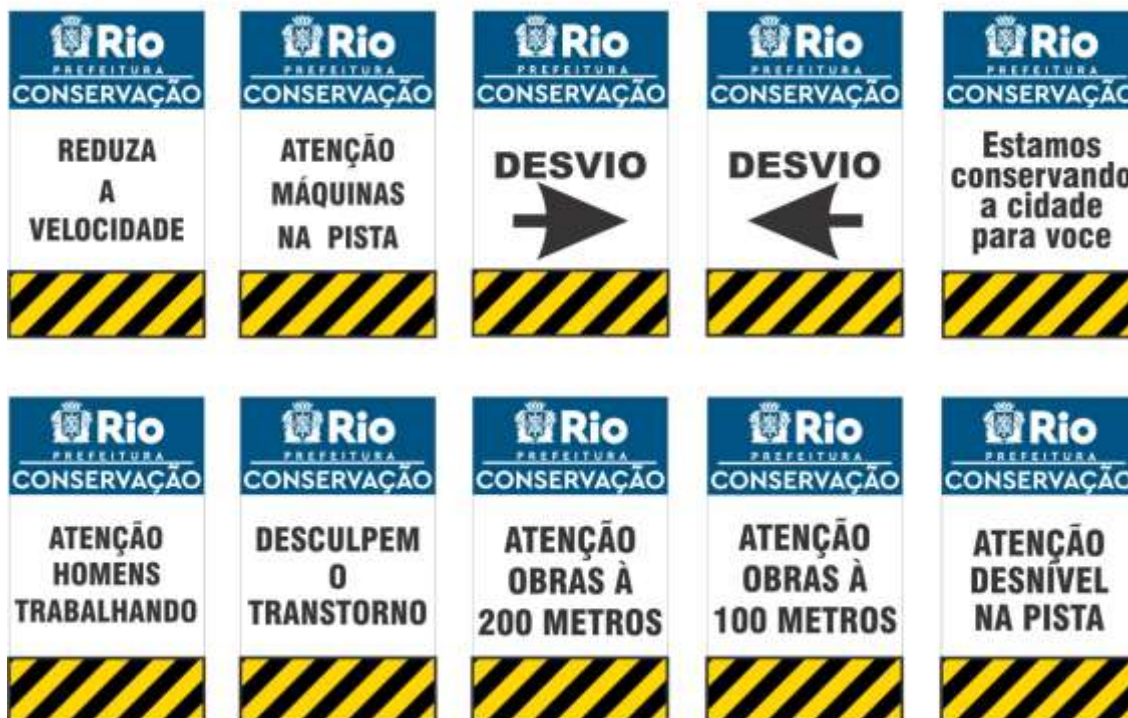 Rio
PREFEITURA
CONSERVAÇÃO
REDUZA
A
VELOCIDADE
Rio
PREFEITURA
CONSERVAÇÃO
ATENÇÃO
MÁQUINAS
NA PISTA
Rio
PREFEITURA
CONSERVAÇÃO
DESVIO
Rio
PREFEITURA
CONSERVAÇÃO
DESVIO
Rio
PREFEITURA
CONSERVAÇÃO
Estamos
conservando
a cidade
para voce
Rio
PREFEITURA
CONSERVAÇÃO
ATENÇÃO
HOMENS
TRABALHANDO
Rio
PREFEITURA
CONSERVAÇÃO
DESCULPEM
O
TRANSTORNO
Rio
PREFEITURA
CONSERVAÇÃO
ATENÇÃO
OBRAS À
200 METROS
Rio
PREFEITURA
CONSERVAÇÃO
ATENÇÃO
OBRAS À
100 METROS
Rio
PREFEITURA
CONSERVAÇÃO
ATENÇÃO
DESNÍVEL
NA PISTA